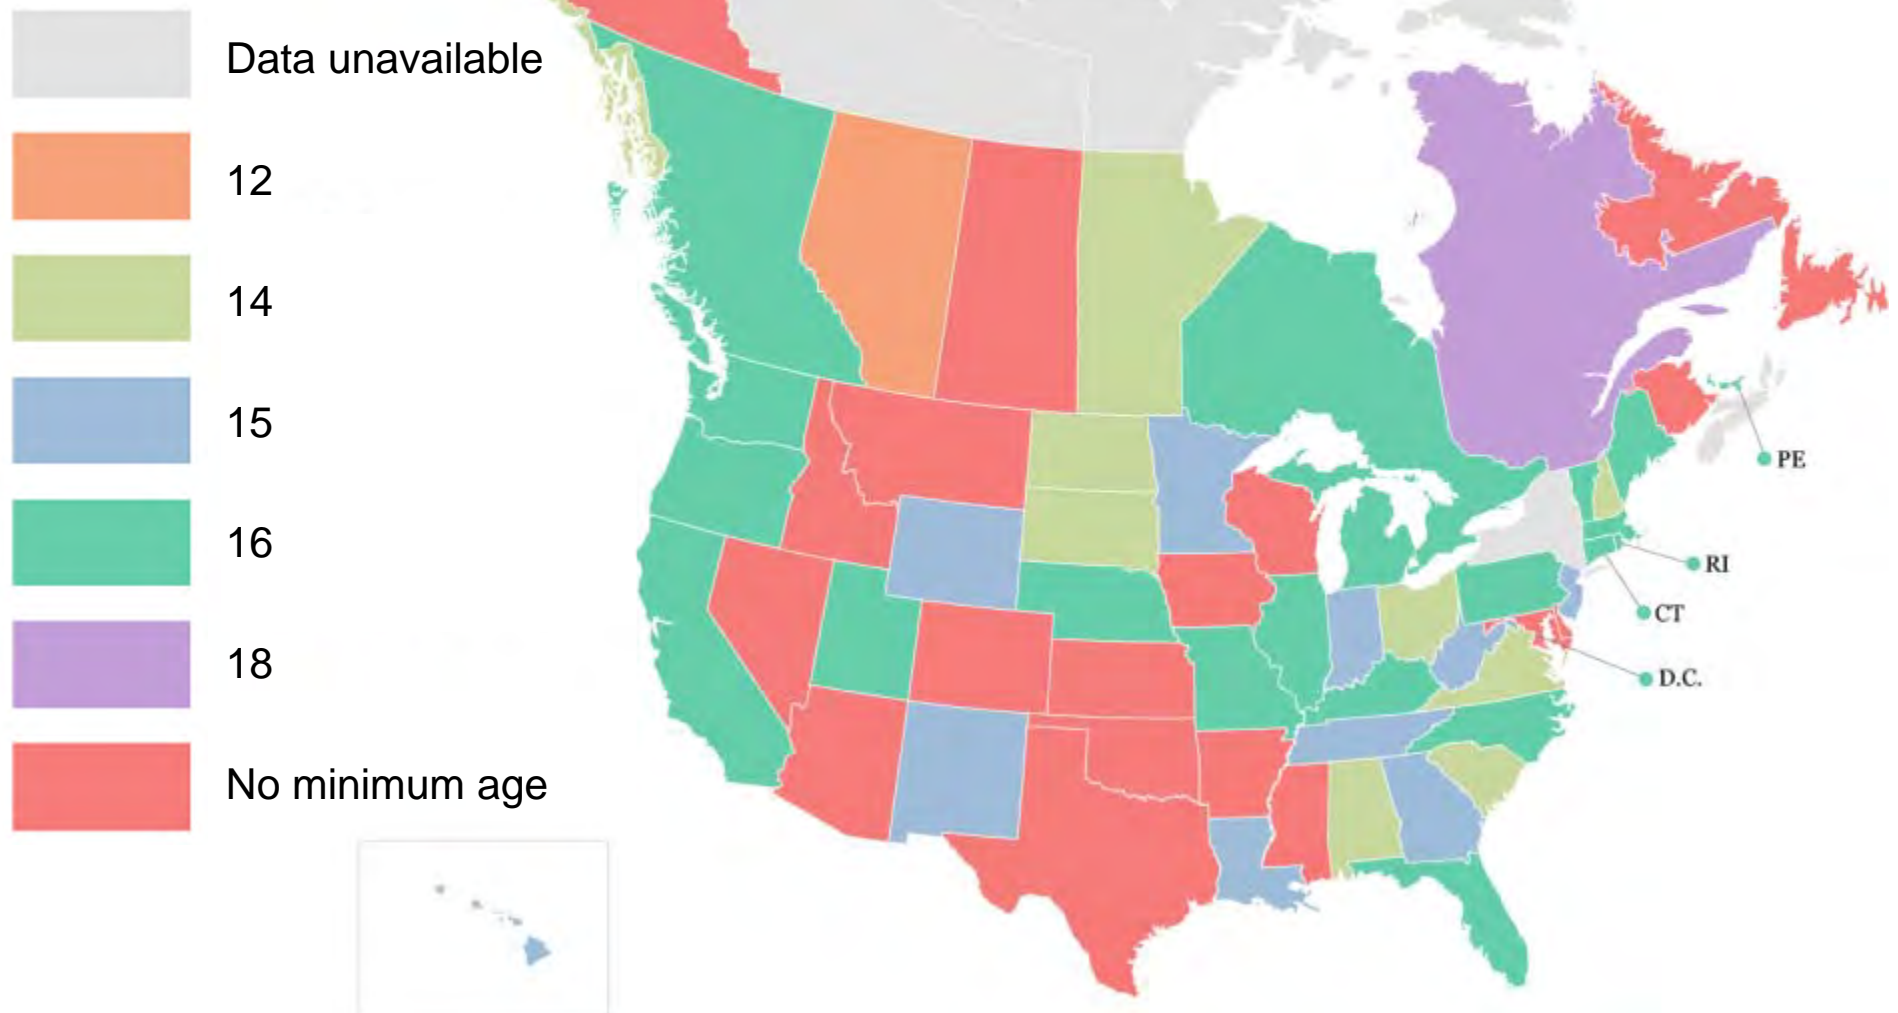 Data unavailable
12
14
15
16
18
No minimum age
PE
RI
CT
D.C.